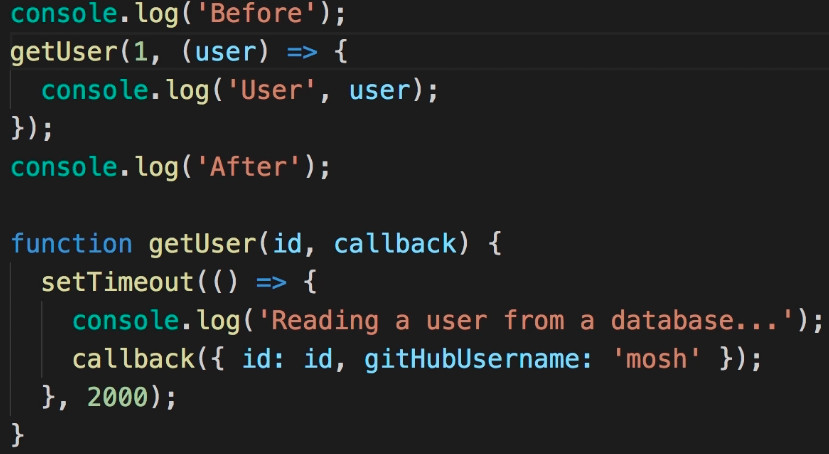 console.log('Before');
getUser(1, (user) => {
  console.log('User', user);
});
console.log('After');

function getUser(id, callback) {
  setTimeout(() => {
    console.log('Reading a user from a database...');
    callback({ id: id, gitHubUsername: 'mosh' });
  }, 2000);
}